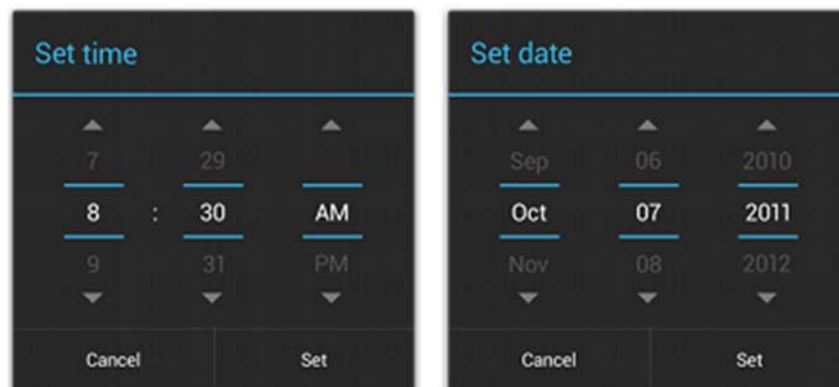 Set time
7 29
8 : 30 AM
9 31 PM
Cancel Set
Set date
Sep 06 2010
Oct 07 2011
Nov 08 2012
Cancel Set